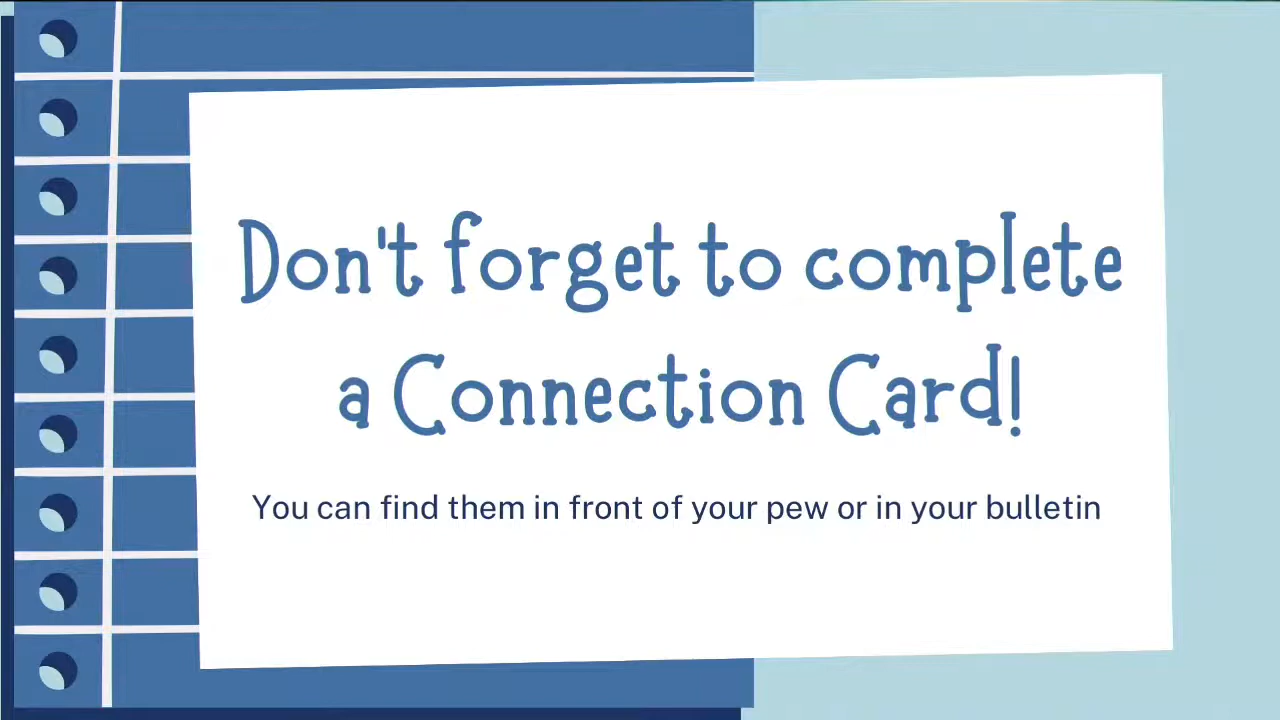 Don't forget to complete
a Connection Card!
You can find them in front of your pew or in your bulletin